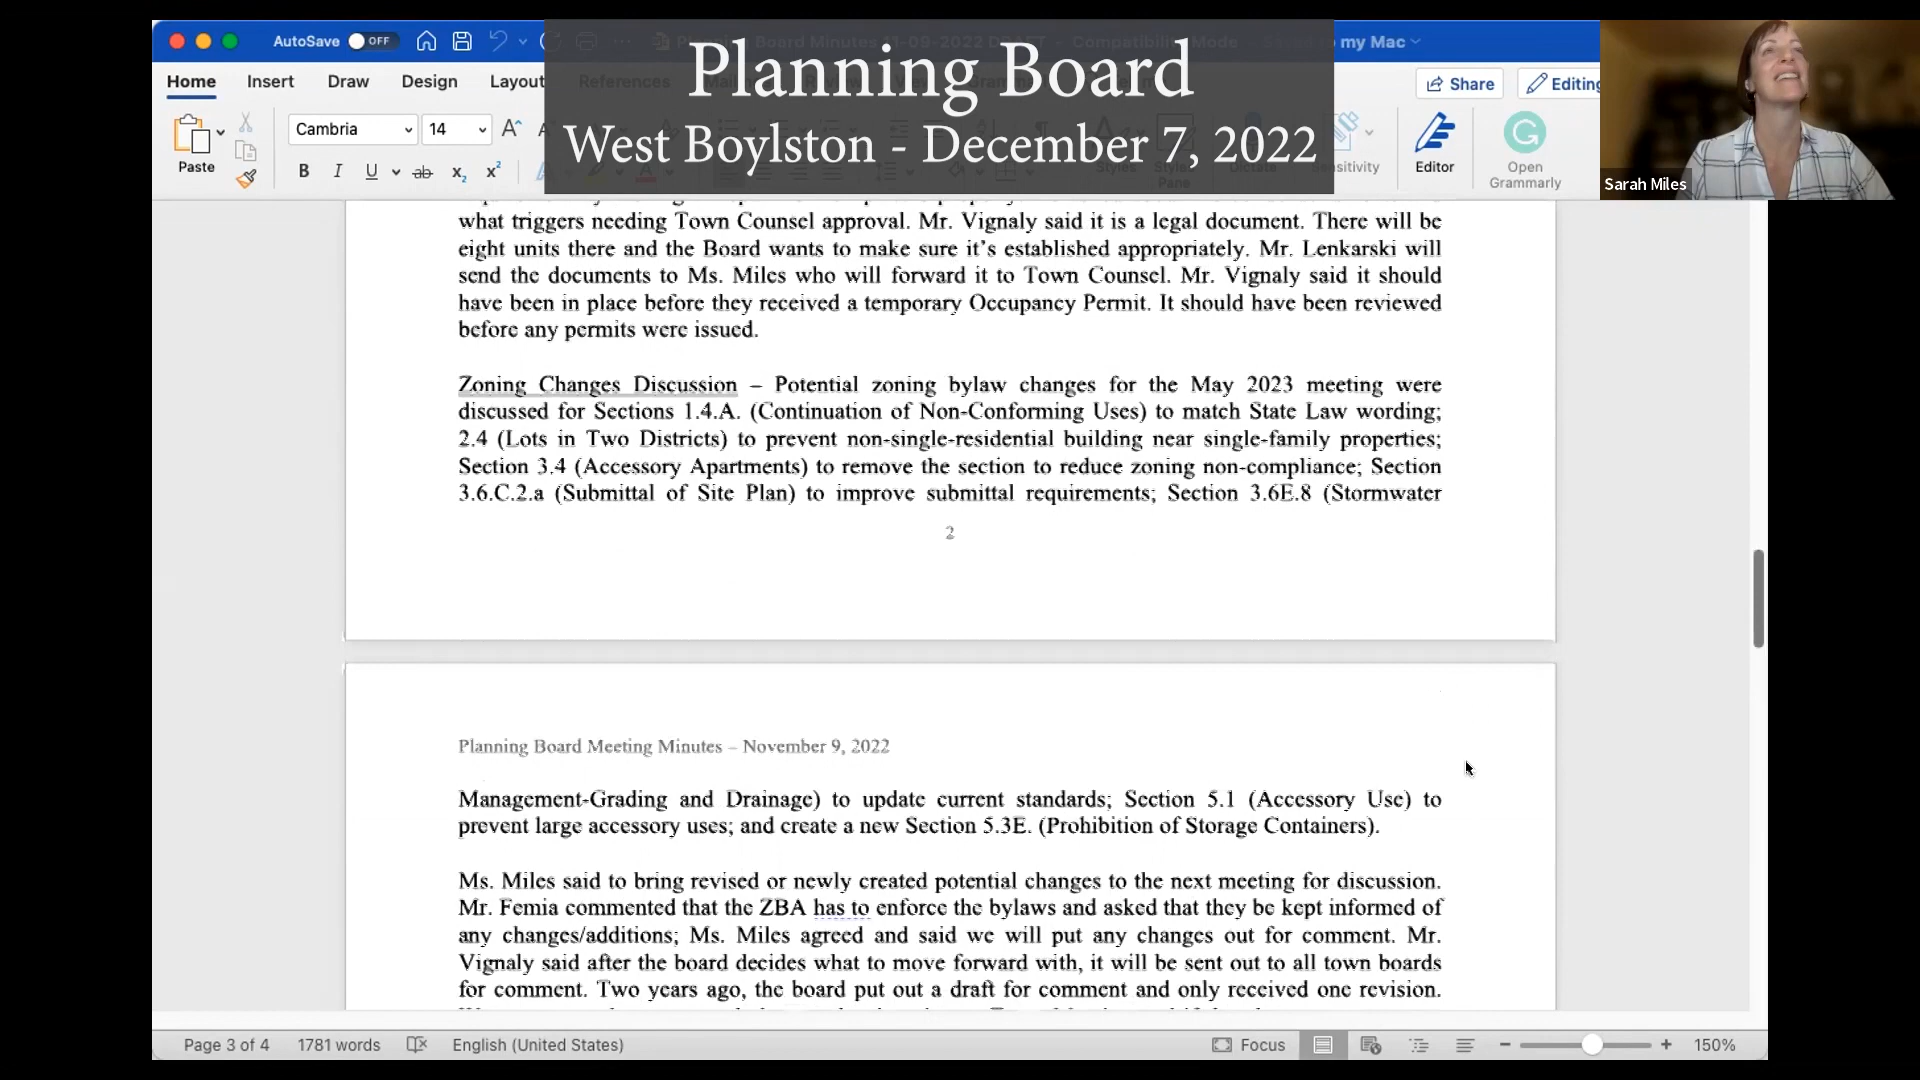 AutoSave OFF
my Mac
Planning Board
West Boylston - December 7, 2022
Home Insert Draw Design Layout
Share Editing
Paste
Cambria 14
B I U ab x₂ x²
Editor
Open Grammarly
Sarah Miles
what triggers needing Town Counsel approval. Mr. Vignaly said it is a legal document. There will be
eight units there and the Board wants to make sure it's established appropriately. Mr. Lenkarski will
send the documents to Ms. Miles who will forward it to Town Counsel. Mr. Vignaly said it should
have been in place before they received a temporary Occupancy Permit. It should have been reviewed
before any permits were issued.
Zoning Changes Discussion – Potential zoning bylaw changes for the May 2023 meeting were
discussed for Sections 1.4.A. (Continuation of Non-Conforming Uses) to match State Law wording;
2.4 (Lots in Two Districts) to prevent non-single-residential building near single-family properties;
Section 3.4 (Accessory Apartments) to remove the section to reduce zoning non-compliance; Section
3.6.C.2.a (Submittal of Site Plan) to improve submittal requirements; Section 3.6E.8 (Stormwater
2
Planning Board Meeting Minutes – November 9, 2022
Management-Grading and Drainage) to update current standards; Section 5.1 (Accessory Use) to
prevent large accessory uses; and create a new Section 5.3E. (Prohibition of Storage Containers).
Ms. Miles said to bring revised or newly created potential changes to the next meeting for discussion.
Mr. Femia commented that the ZBA has to enforce the bylaws and asked that they be kept informed of
any changes/additions; Ms. Miles agreed and said we will put any changes out for comment. Mr.
Vignaly said after the board decides what to move forward with, it will be sent out to all town boards
for comment. Two years ago, the board put out a draft for comment and only received one revision.
Page 3 of 4 1781 words English (United States) Focus 150%